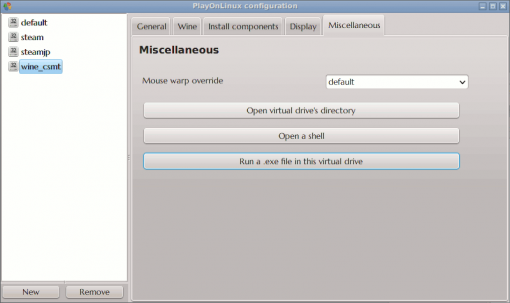 PlayOnLinux configuration
default
steam
steamjp
wine_csmt
General Wine Install components Display Miscellaneous
Miscellaneous
Mouse warp override default
Open virtual drive's directory
Open a shell
Run a .exe file in this virtual drive
New Remove